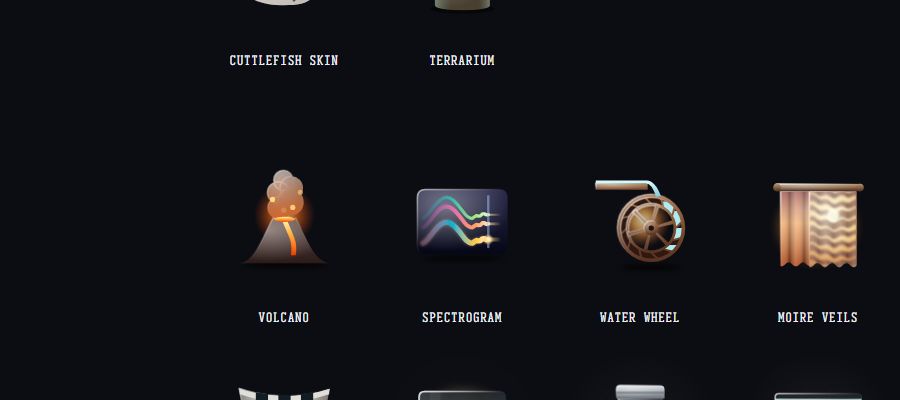 CUTTLEFISH SKIN
TERRARIUM
VOLCANO
SPECTROGRAM
WATER WHEEL
MOIRE VEILS